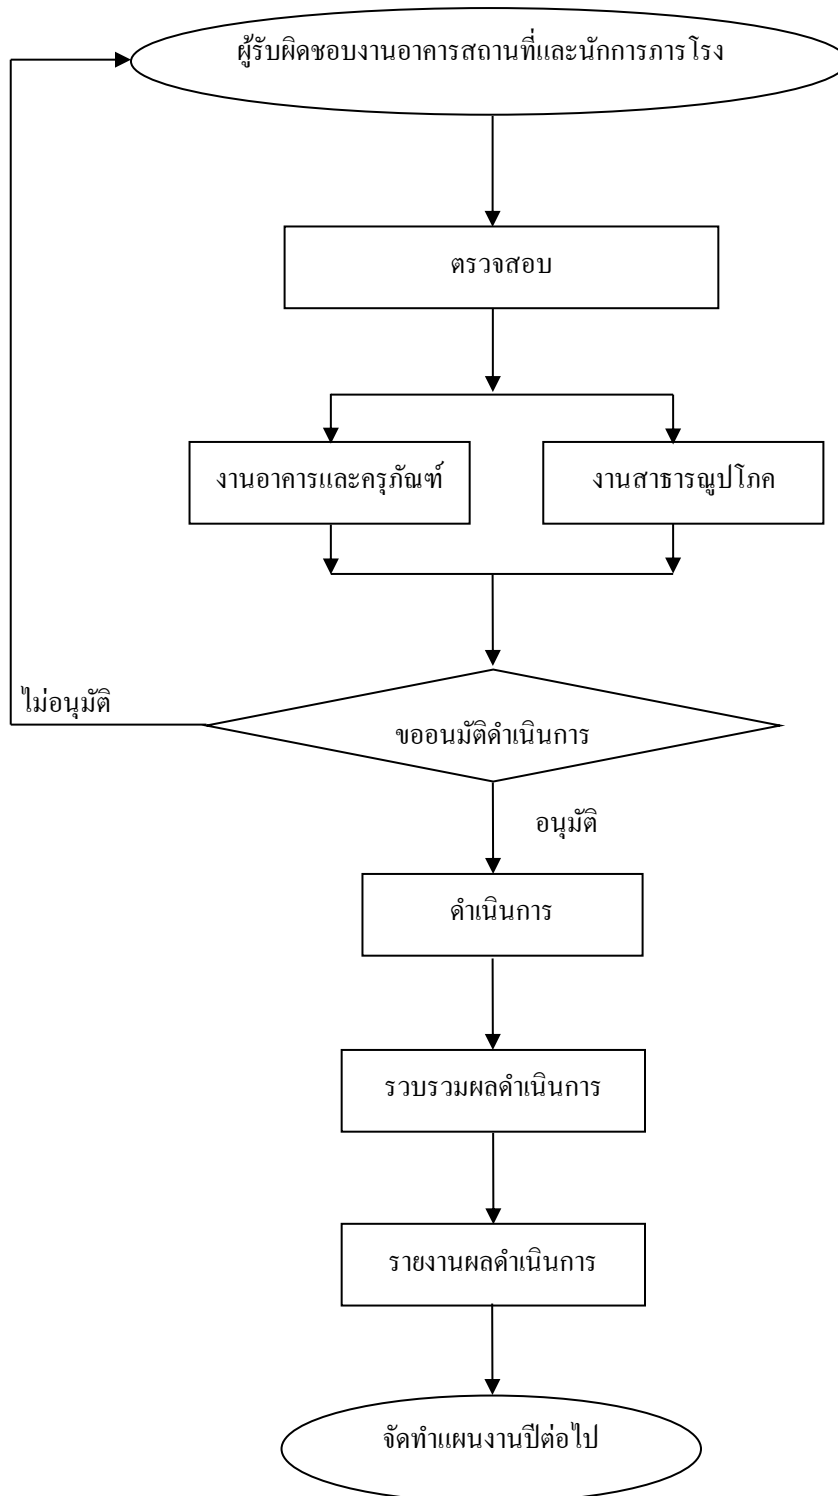 ผู้รับผิดชอบงานอาคารสถานที่และนักการภารโรง
ตรวจสอบ
งานอาคารและครุภัณฑ์
งานสาธารณูปโภค
ไม่อนุมัติ
ขออนมัติดำเนินการ
อนุมัติ
ดำเนินการ
รวบรวมผลดำเนินการ
รายงานผลดำเนินการ
จัดทำแผนงานปีต่อไป